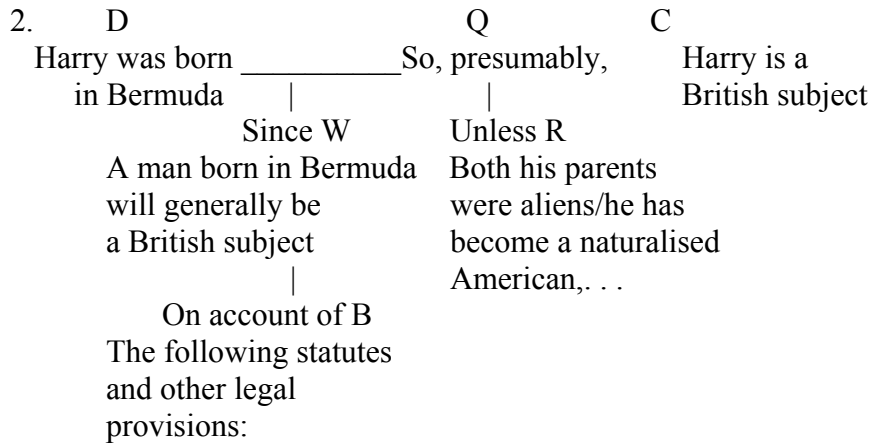 2. D Q C
Harry was born __________So, presumably, Harry is a
in Bermuda | | British subject
Since W Unless R
A man born in Bermuda Both his parents
will generally be were aliens/he has
a British subject become a naturalised
| American,. . .
On account of B
The following statutes
and other legal
provisions: